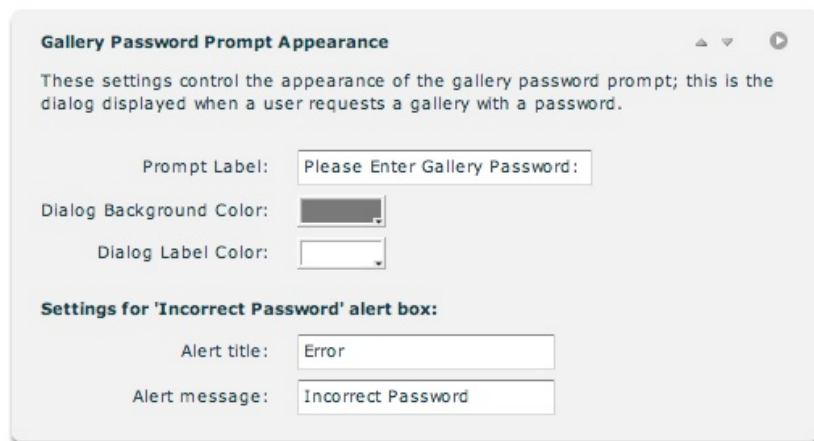 Gallery Password Prompt Appearance
These settings control the appearance of the gallery password prompt; this is the
dialog displayed when a user requests a gallery with a password.
Prompt Label: Please Enter Gallery Password:
Dialog Background Color:
Dialog Label Color:
Settings for 'Incorrect Password' alert box:
Alert title: Error
Alert message: Incorrect Password